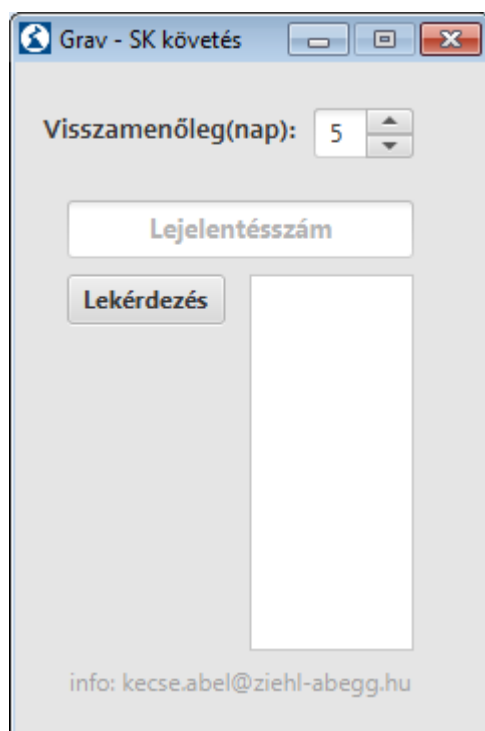 Grav - SK követés
Visszamenőleg(nap): 5
Lejelentésszám
Lekérdezés
info: kecse.abel@ziehl-abegg.hu